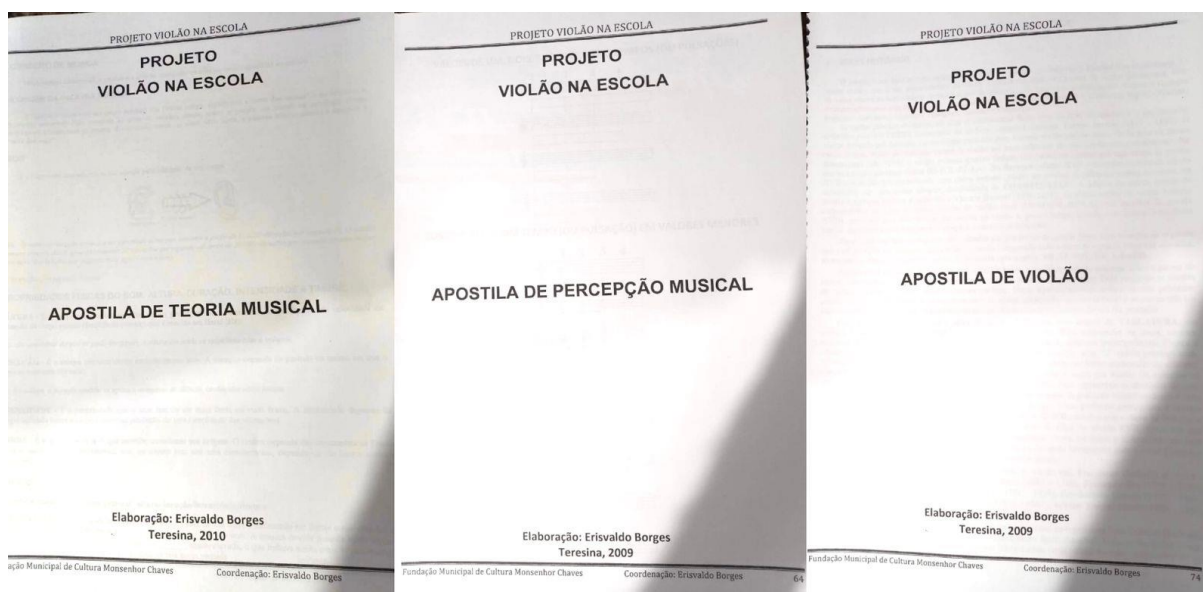 PROJETO VIOLÃO NA ESCOLA
PROJETO
VIOLÃO NA ESCOLA
APOSTILA DE TEORIA MUSICAL
Elaboração: Erisvaldo Borges
Teresina, 2010
ação Municipal de Cultura Monsenhor Chaves Coordenação: Erisvaldo Borges
PROJETO VIOLÃO NA ESCOLA
PROJETO
VIOLÃO NA ESCOLA
APOSTILA DE PERCEPÇÃO MUSICAL
Elaboração: Erisvaldo Borges
Teresina, 2009
Fundação Municipal de Cultura Monsenhor Chaves Coordenação: Erisvaldo Borges 64
PROJETO VIOLÃO NA ESCOLA
PROJETO
VIOLÃO NA ESCOLA
APOSTILA DE VIOLÃO
Elaboração: Erisvaldo Borges
Teresina, 2009
Fundação Municipal de Cultura Monsenhor Chaves Coordenação: Erisvaldo Borges 74